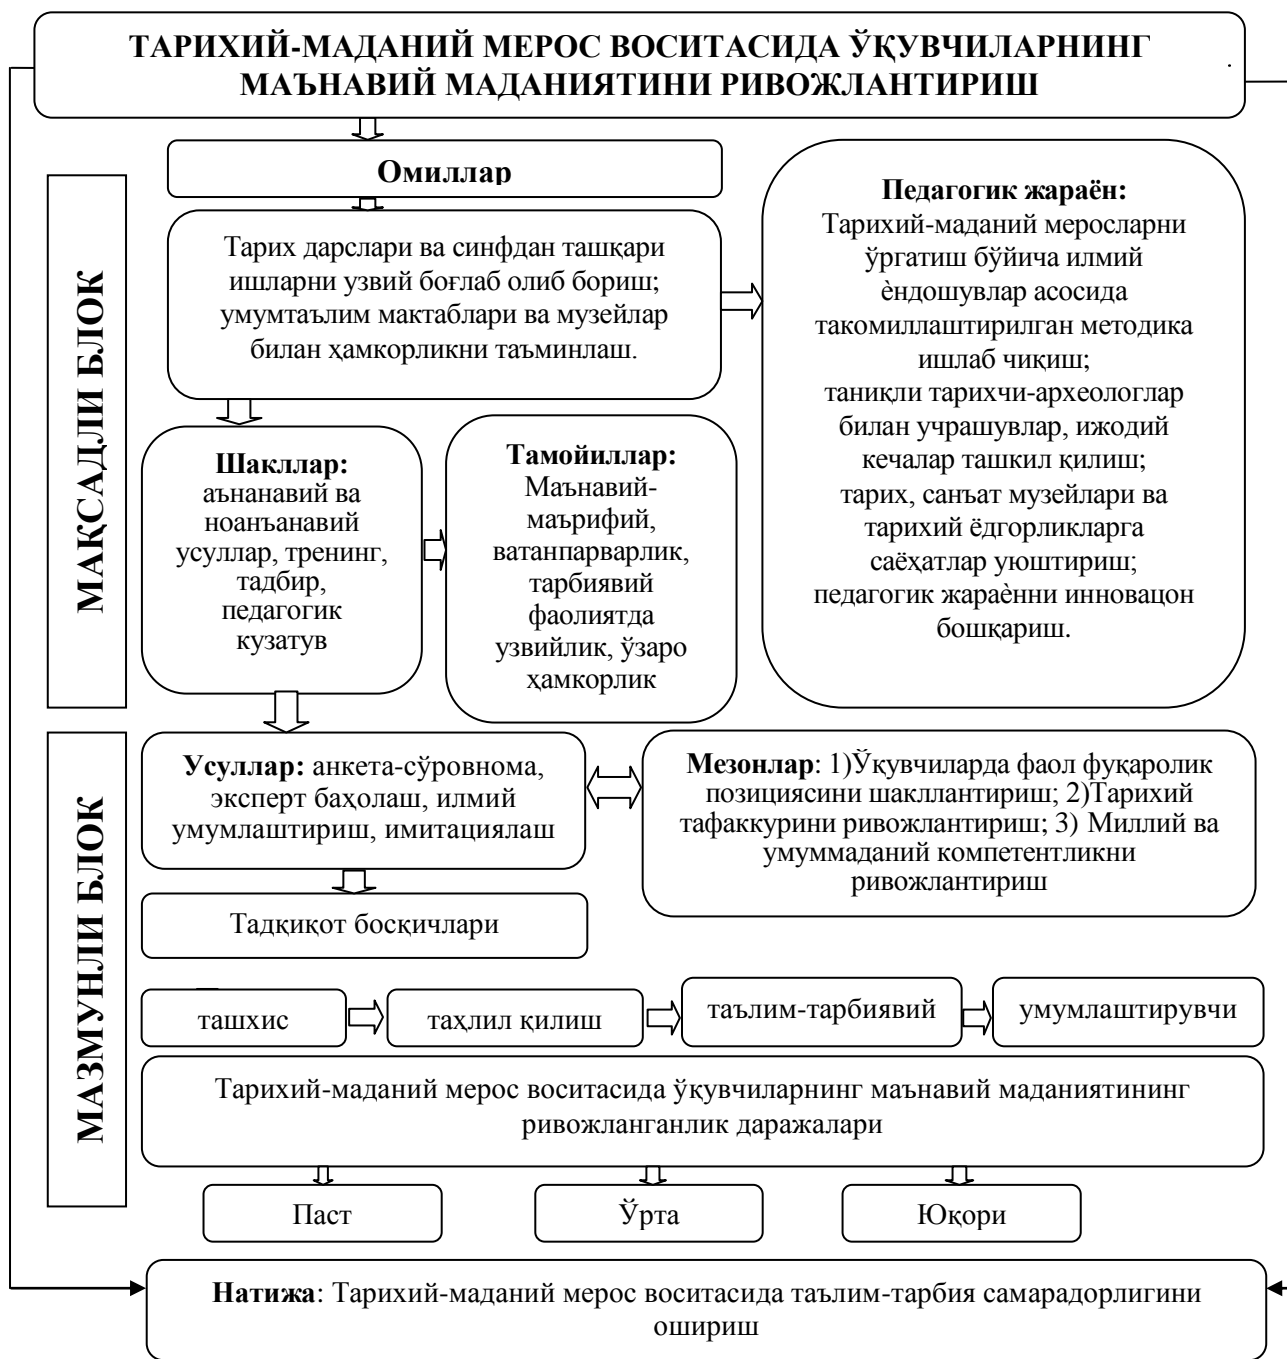 ТАРИХИЙ-МАДАНИЙ МЕРОС ВОСИТАСИДА ЎҚУВЧИЛАРНИНГ
МАЪНАВИЙ МАДАНИЯТИНИ РИВОЖЛАНТИРИШ
.
МАҚСАДЛИ БЛОК
Омиллар
Тарих дарслари ва синфдан ташқари
ишларни узвий боғлаб олиб бориш;
умумтаълим мактаблари ва музейлар
билан ҳамкорликни таъминлаш.
Педагогик жараён:
Тарихий-маданий меросларни
ўргатиш бўйича илмий
ѐндошувлар асосида
такомиллаштирилган методика
ишлаб чиқиш;
таниқли тарихчи-археологлар
билан учрашувлар, ижодий
кечалар ташкил қилиш;
тарих, санъат музейлари ва
тарихий ёдгорликларга
саёҳатлар уюштириш;
педагогик жараѐнни инновацон
бошқариш.
Шакллар:
аънанавий ва
ноанъанавий
усуллар, тренинг,
тадбир,
педагогик
кузатув
Тамойиллар:
Маънавий-
маърифий,
ватанпарварлик,
тарбиявий
фаолиятда
узвийлик, ўзаро
ҳамкорлик
МАЗМУНЛИ БЛОК
Усуллар: анкета-сўровнома,
эксперт баҳолаш, илмий
умумлаштириш, имитациялаш
Мезонлар: 1)Ўқувчиларда фаол фуқаролик
позициясини шакллантириш; 2)Тарихий
тафаккурини ривожлантириш; 3) Миллий ва
умуммаданий компетентликни
ривожлантириш
Тадқиқот босқичлари
ташхис
таҳлил қилиш
таълим-тарбиявий
умумлаштирувчи
Тарихий-маданий мерос воситасида ўқувчиларнинг маънавий маданиятининг
ривожланганлик даражалари
Паст
Ўрта
Юқори
Натижа: Тарихий-маданий мерос воситасида таълим-тарбия самарадорлигини
ошириш